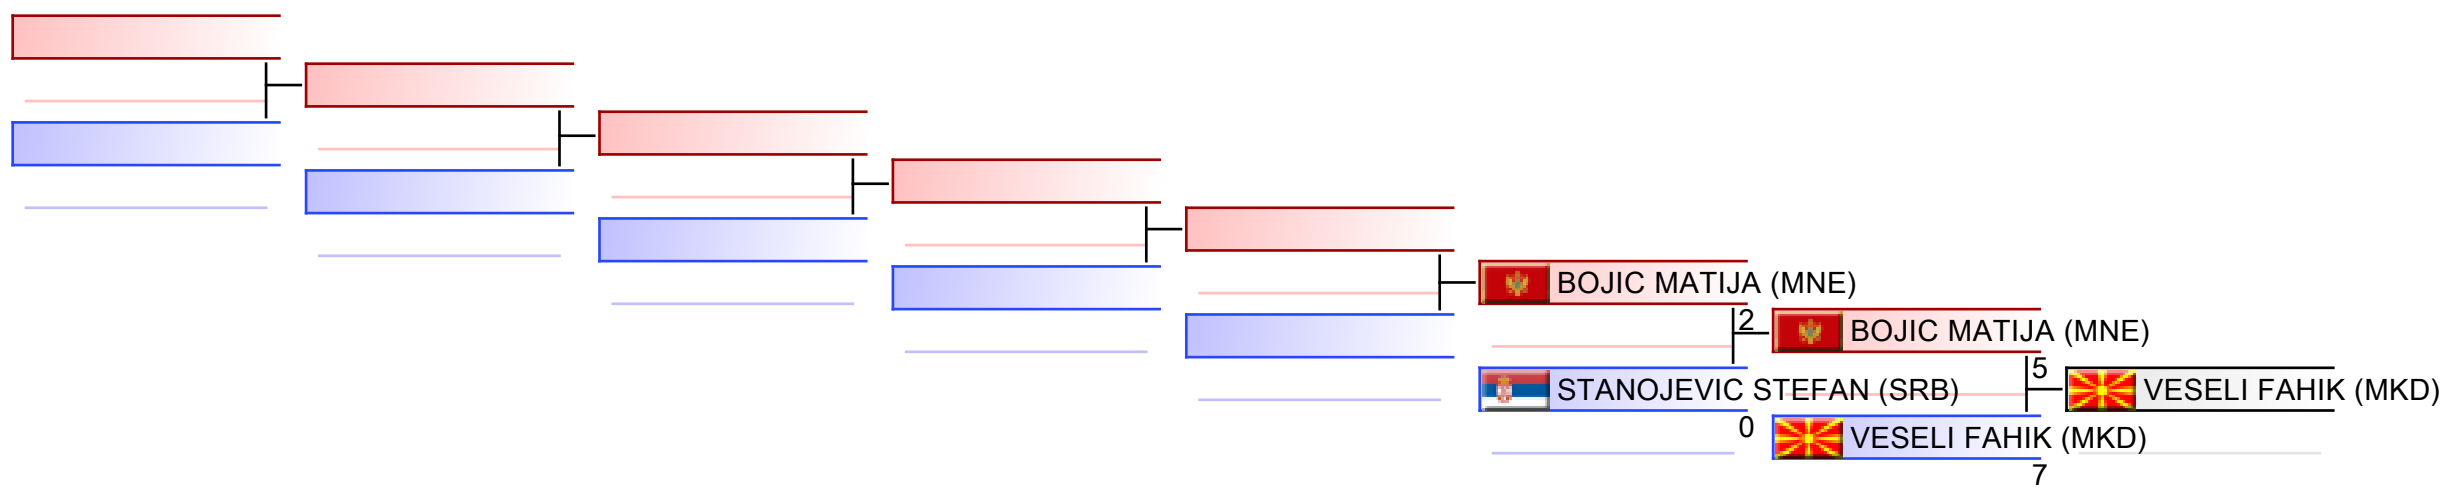 BOJIC MATIJA (MNE)
2
BOJIC MATIJA (MNE)
5
STANOJEVIC STEFAN (SRB)
VESELI FAHIK (MKD)
0
VESELI FAHIK (MKD)
7